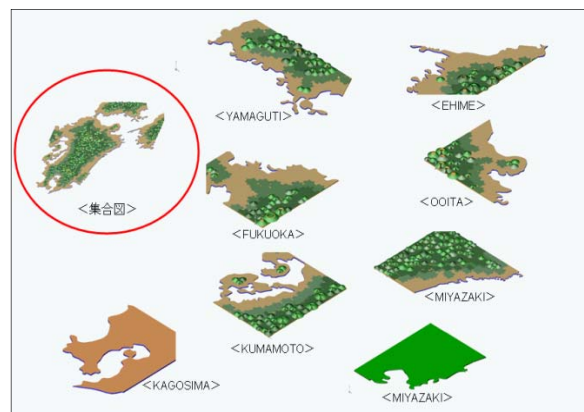 <YAMAGUTI>
<EHIME>
<集合図>
<FUKUOKA>
<OOITA>
<KUMAMOTO>
<MIYAZAKI>
<KAGOSIMA>
<MIYAZAKI>